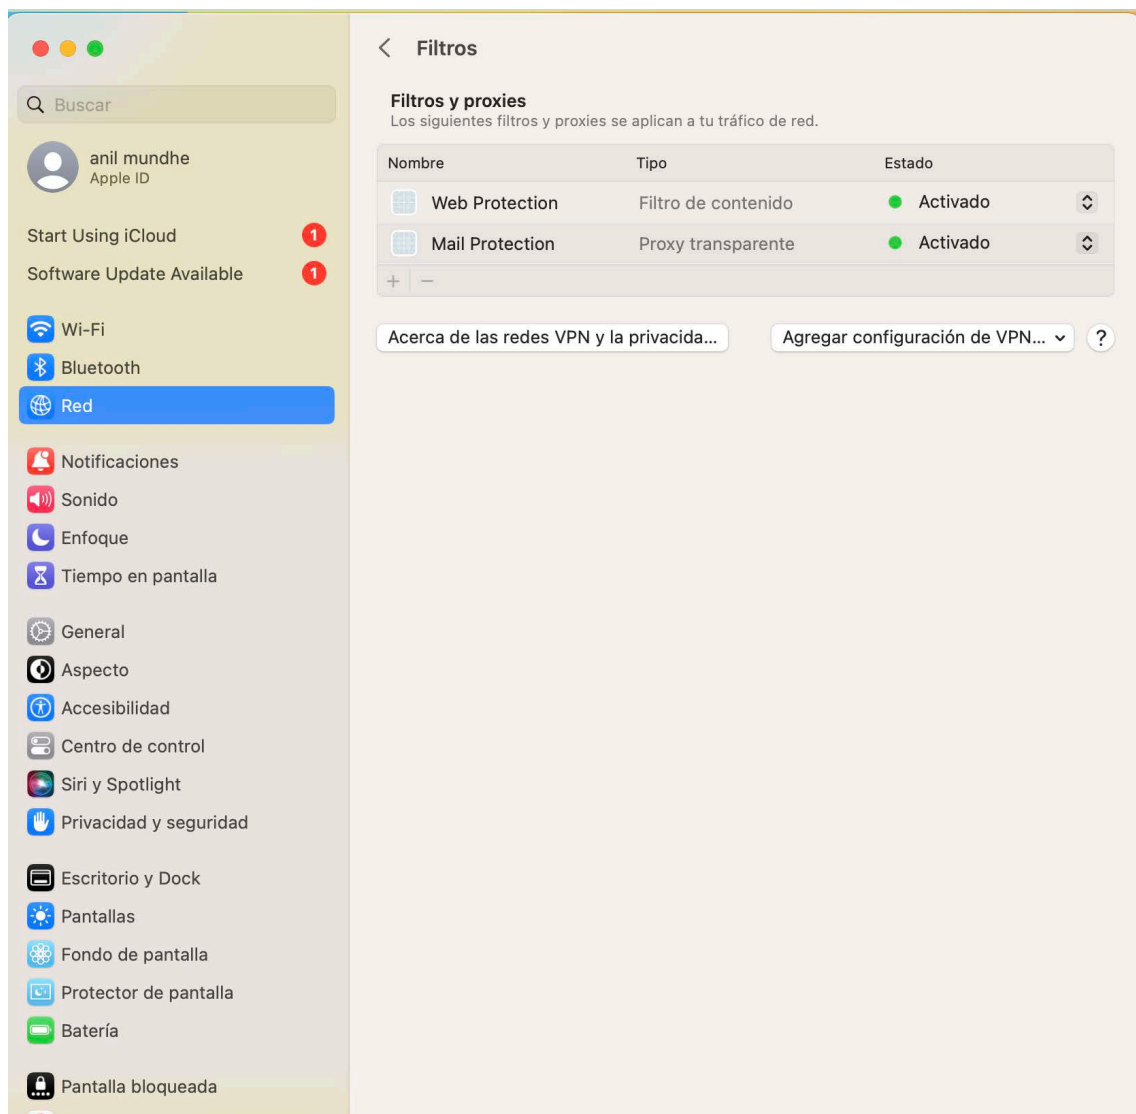 Filtros
Buscar
anil mundhe
Apple ID
Start Using iCloud 1
Software Update Available 1
Wi-Fi
Bluetooth
Red
Notificaciones
Sonido
Enfoque
Tiempo en pantalla
General
Aspecto
Accesibilidad
Centro de control
Siri y Spotlight
Privacidad y seguridad
Escritorio y Dock
Pantallas
Fondo de pantalla
Protector de pantalla
Batería
Pantalla bloqueada
Filtros y proxies
Los siguientes filtros y proxies se aplican a tu tráfico de red.
Nombre Tipo Estado
Web Protection Filtro de contenido Activado
Mail Protection Proxy transparente Activado
+ −
Acerca de las redes VPN y la privacida... Agregar configuración de VPN... ?